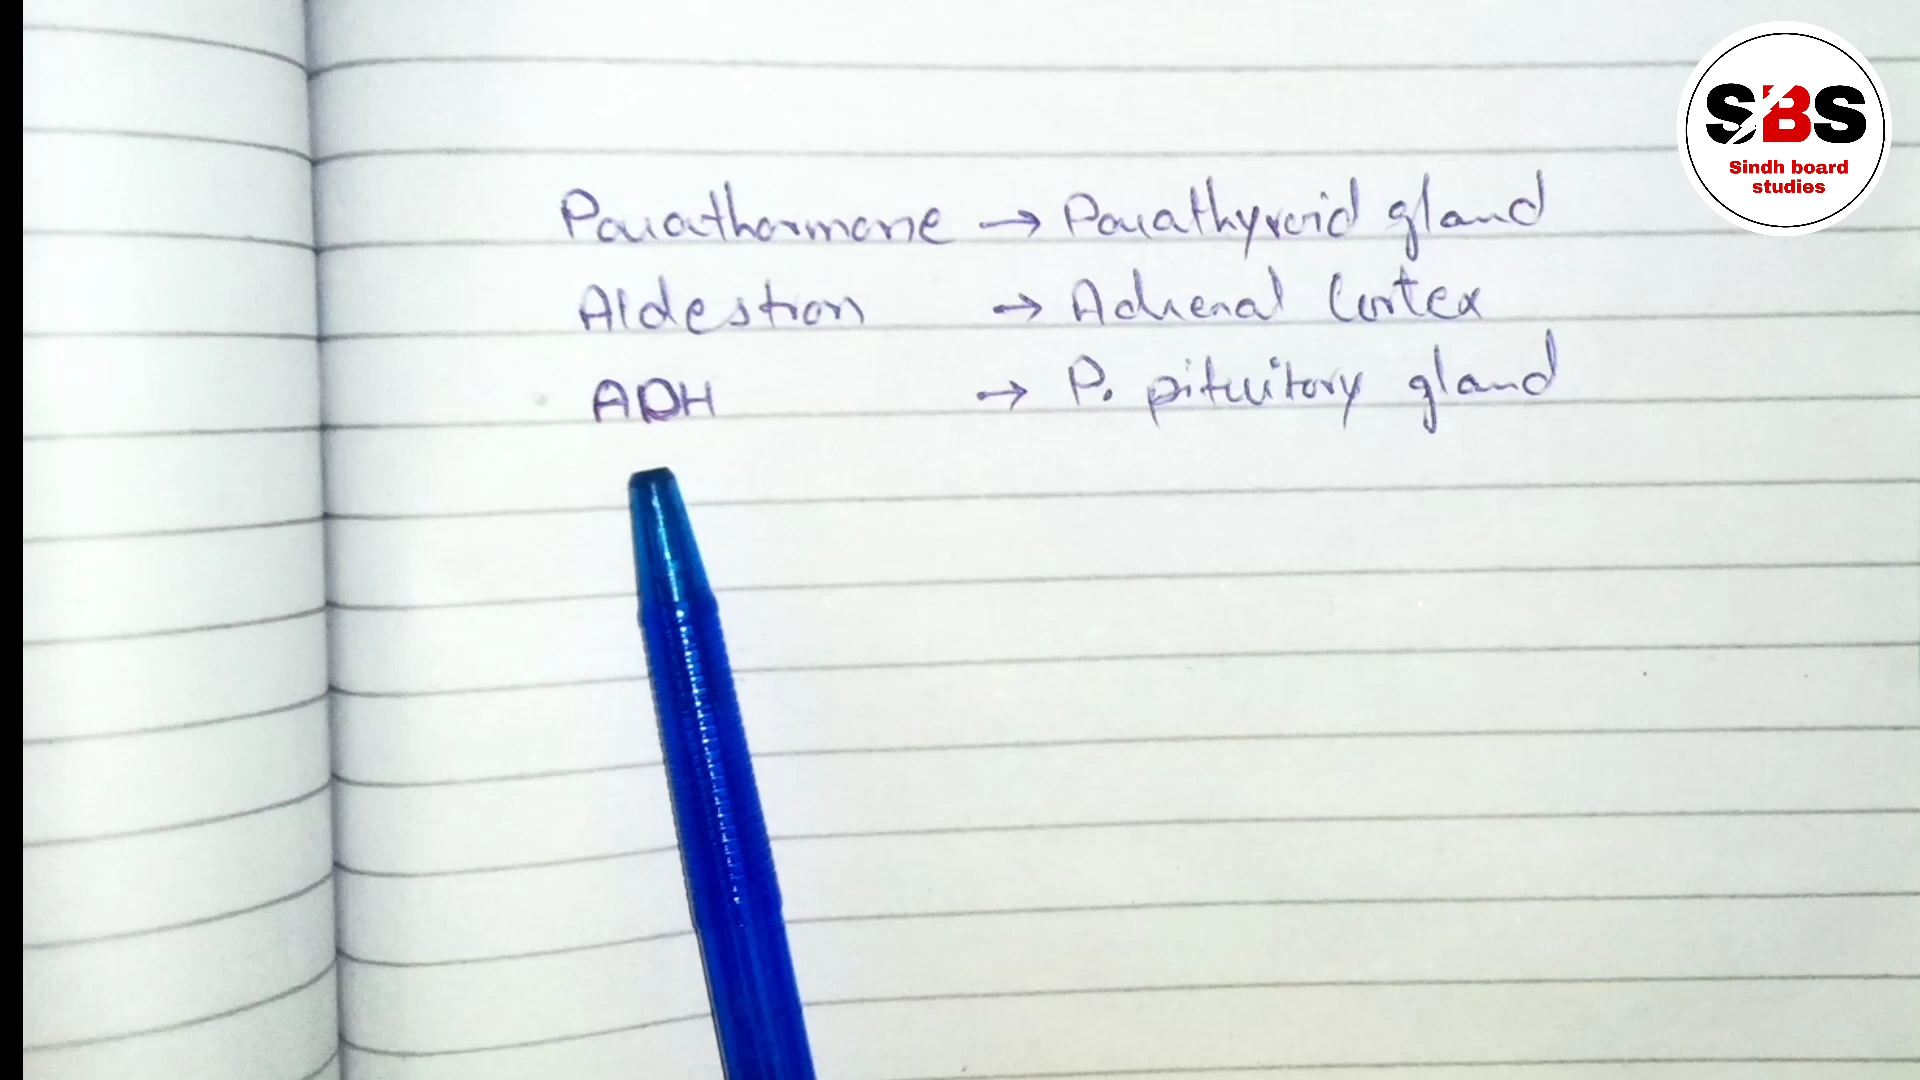 SBS
Sindh board
studies
Parathormone → Parathyroid gland
Aldestron → Adrenal Cortex
ADH → P. pituitory gland